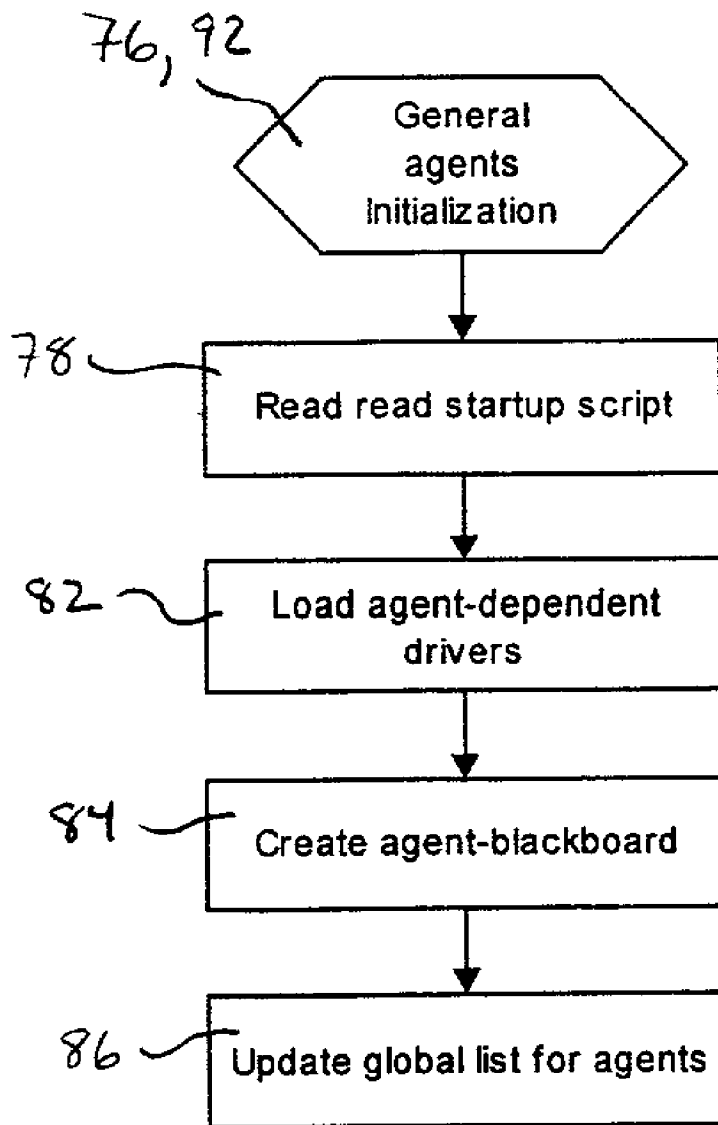 76, 92
General
agents
Initialization
78
Read read startup script
82
Load agent-dependent
drivers
84
Create agent-blackboard
86
Update global list for agents